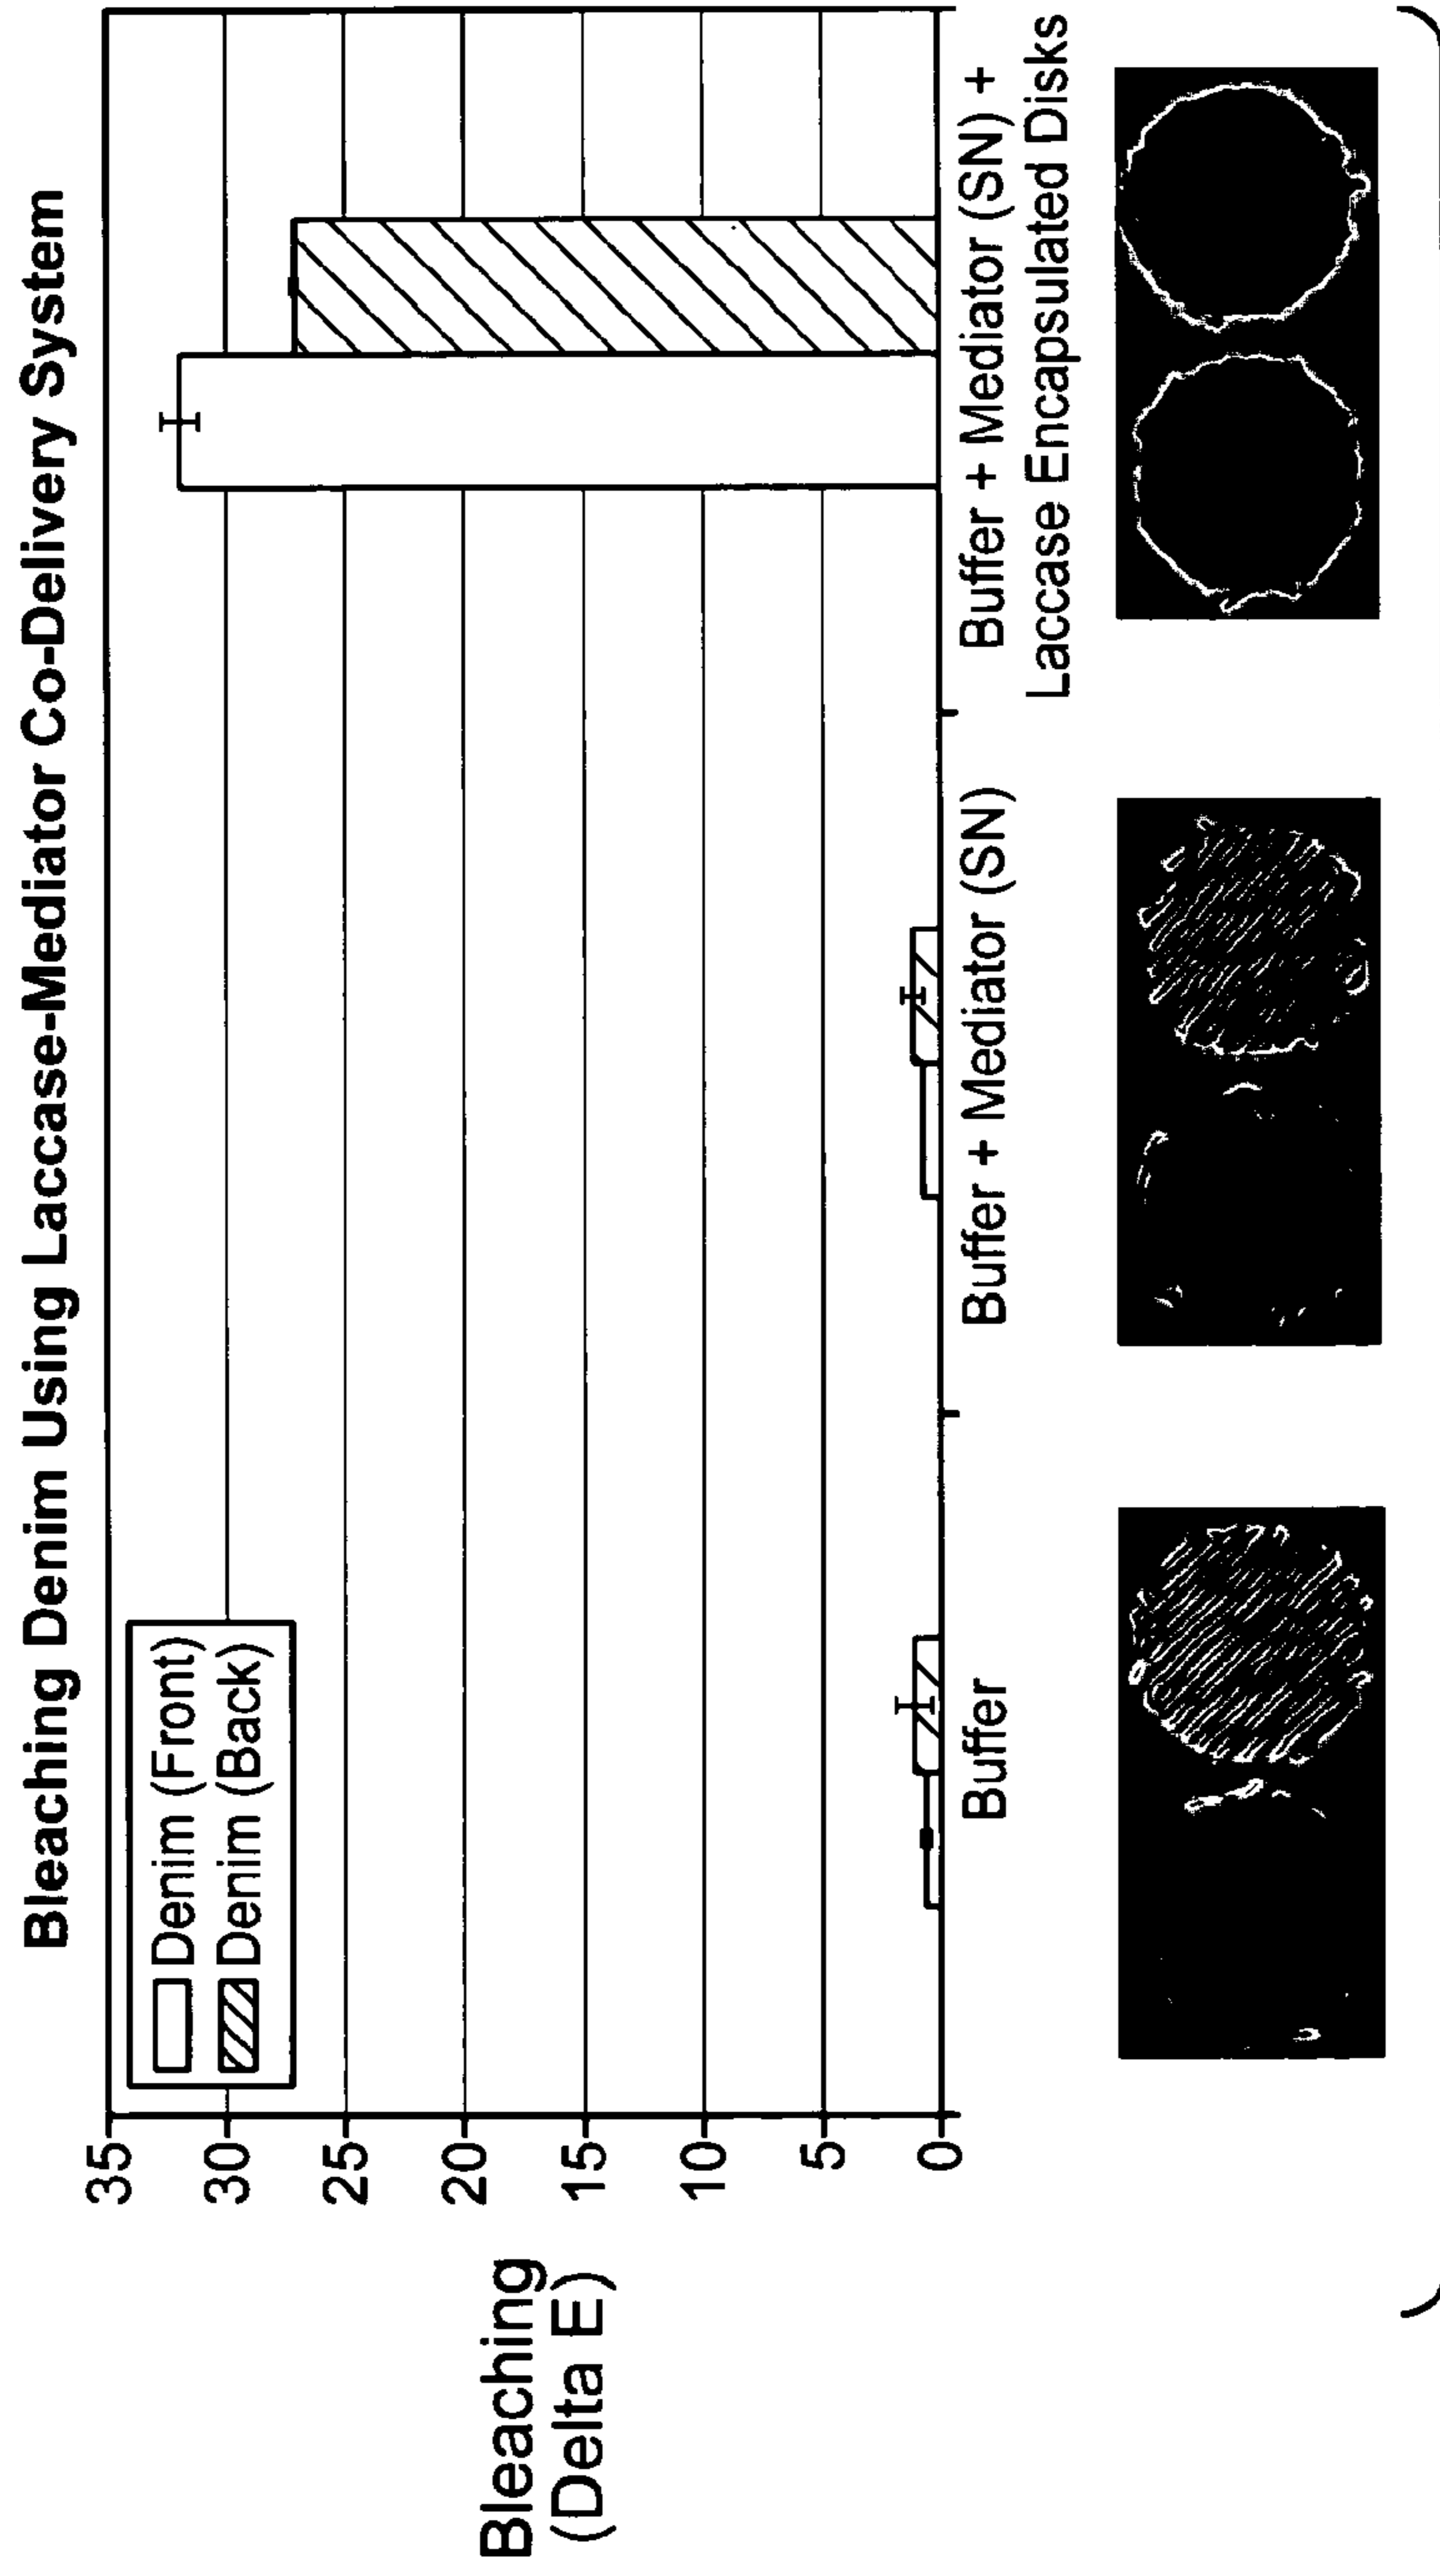 Bleaching Denim Using Laccase-Mediator Co-Delivery System
Denim (Front)
Denim (Back)
35
30
25
20
15
10
5
0
Bleaching
(Delta E)
Buffer
Buffer + Mediator (SN)
Buffer + Mediator (SN) +
Laccase Encapsulated Disks